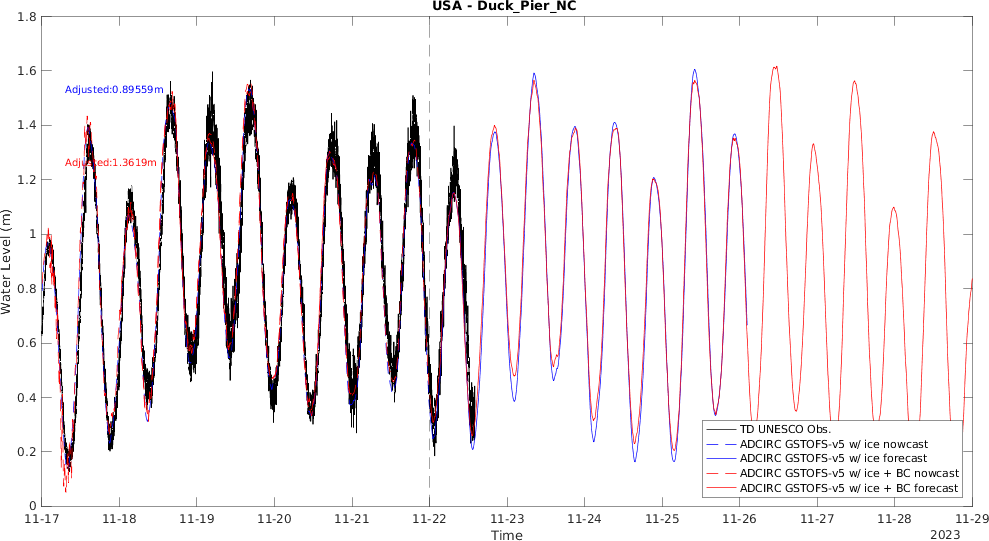 USA - Duck_Pier_NC
1.8
1.6
1.4
1.2
1
0.8
0.6
0.4
0.2
0
Water Level (m)
Adjusted:0.89559m
Adjusted:1.3619m
TD UNESCO Obs.
ADCIRC GSTOFS-v5 w/ ice nowcast
ADCIRC GSTOFS-v5 w/ ice forecast
ADCIRC GSTOFS-v5 w/ ice + BC nowcast
ADCIRC GSTOFS-v5 w/ ice + BC forecast
11-17 11-18 11-19 11-20 11-21 11-22 11-23 11-24 11-25 11-26 11-27 11-28 11-29
Time
2023